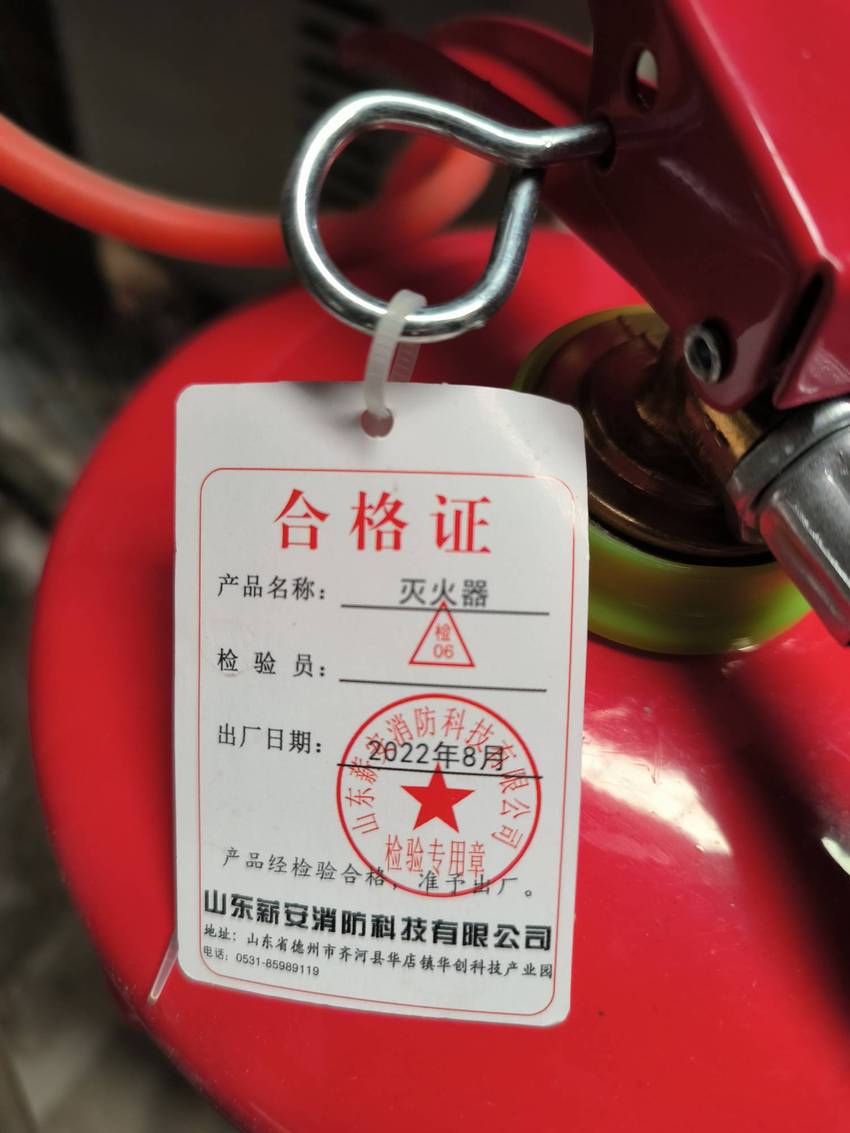 合格证
产品名称：灭火器
检06
检验员：
出厂日期：2022年8月
山东薪安消防科技有限公司
检验专用章
产品经检验合格，准予出厂。
山东薪安消防科技有限公司
地址：山东省德州市齐河县华店镇华创科技产业园
电话：0531-85989119